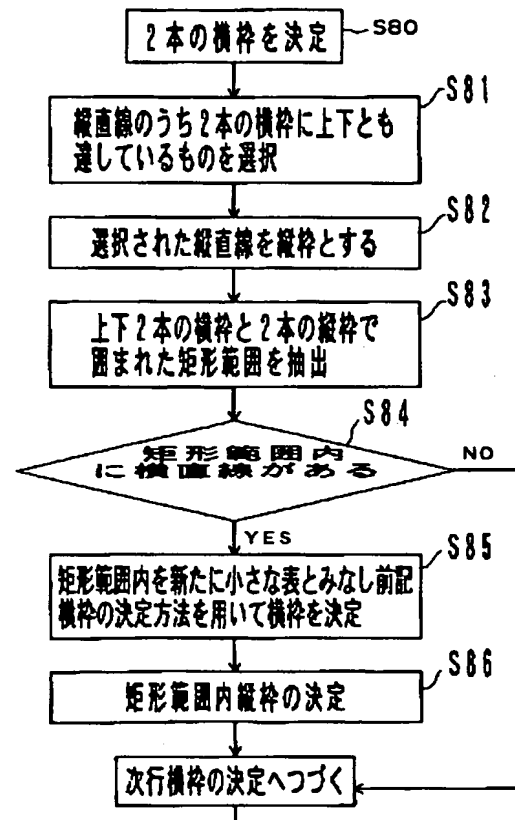 2本の横枠を決定
S80
S81
縦直線のうち2本の横枠に上下とも
達しているものを選択
S82
選択された縦直線を縦枠とする
S83
上下2本の横枠と2本の縦枠で
囲まれた矩形範囲を抽出
S84
矩形範囲内
に横直線がある
NO
YES
S85
矩形範囲内を新たに小さな表とみなし前記
横枠の決定方法を用いて横枠を決定
S86
矩形範囲内縦枠の決定
次行横枠の決定へつづく